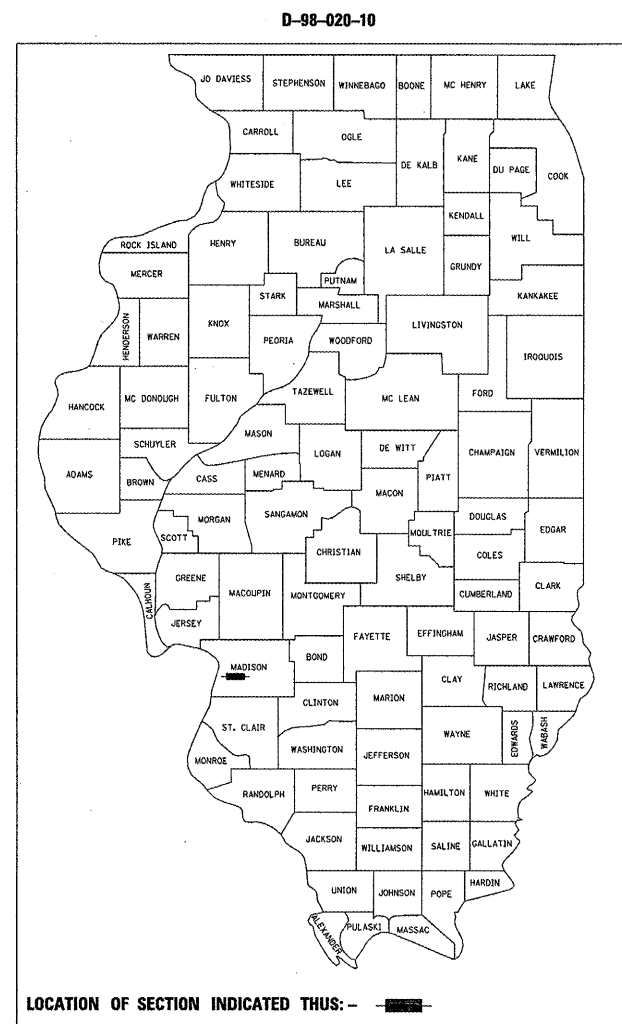 D-98-020-10
JO DAVIESS STEPHENSON WINNEBAGO BOONE MC HENRY LAKE
CARROLL OGLE
DE KALB KANE DU PAGE COOK
WHITESIDE LEE
KENDALL
ROCK ISLAND HENRY BUREAU LA SALLE WILL
GRUNDY
MERCER PUTNAM
STARK MARSHALL KANKAKEE
HENDERSON WARREN KNOX PEORIA WOODFORD LIVINGSTON
IROQUOIS
HANCOCK MC DONOUGH FULTON TAZEWELL MC LEAN FORD
MASON
SCHUYLER LOGAN DE WITT CHAMPAIGN VERMILION
ADAMS BROWN CASS MENARD PIATT
MACON
PIKE SCOTT MORGAN SANGAMON DOUGLAS EDGAR
MOULTRIE
CHRISTIAN COLES
CALHOUN GREENE MACOUPIN MONTGOMERY SHELBY CUMBERLAND CLARK
JERSEY
FAYETTE EFFINGHAM JASPER CRAWFORD
MADISON BOND
CLAY RICHLAND LAWRENCE
CLINTON MARION
ST. CLAIR WAYNE EDWARDS WABASH
WASHINGTON JEFFERSON
MONROE
RANDOLPH PERRY HAMILTON WHITE
FRANKLIN
JACKSON WILLIAMSON SALINE GALLATIN
UNION JOHNSON POPE HARDIN
ALEXANDER PULASKI MASSAC
LOCATION OF SECTION INDICATED THUS: -